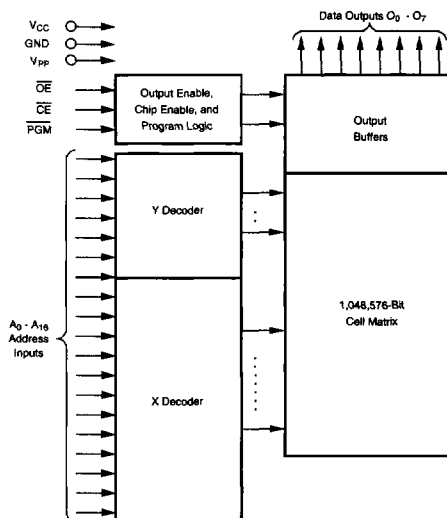 Data Outputs O0 - O7
VCC
GND
VPP
OE
CE
PGM
Output Enable,
Chip Enable, and
Program Logic
Output
Buffers
Y Decoder
1,048,576-Bit
Cell Matrix
A0 - A16
Address
Inputs
X Decoder